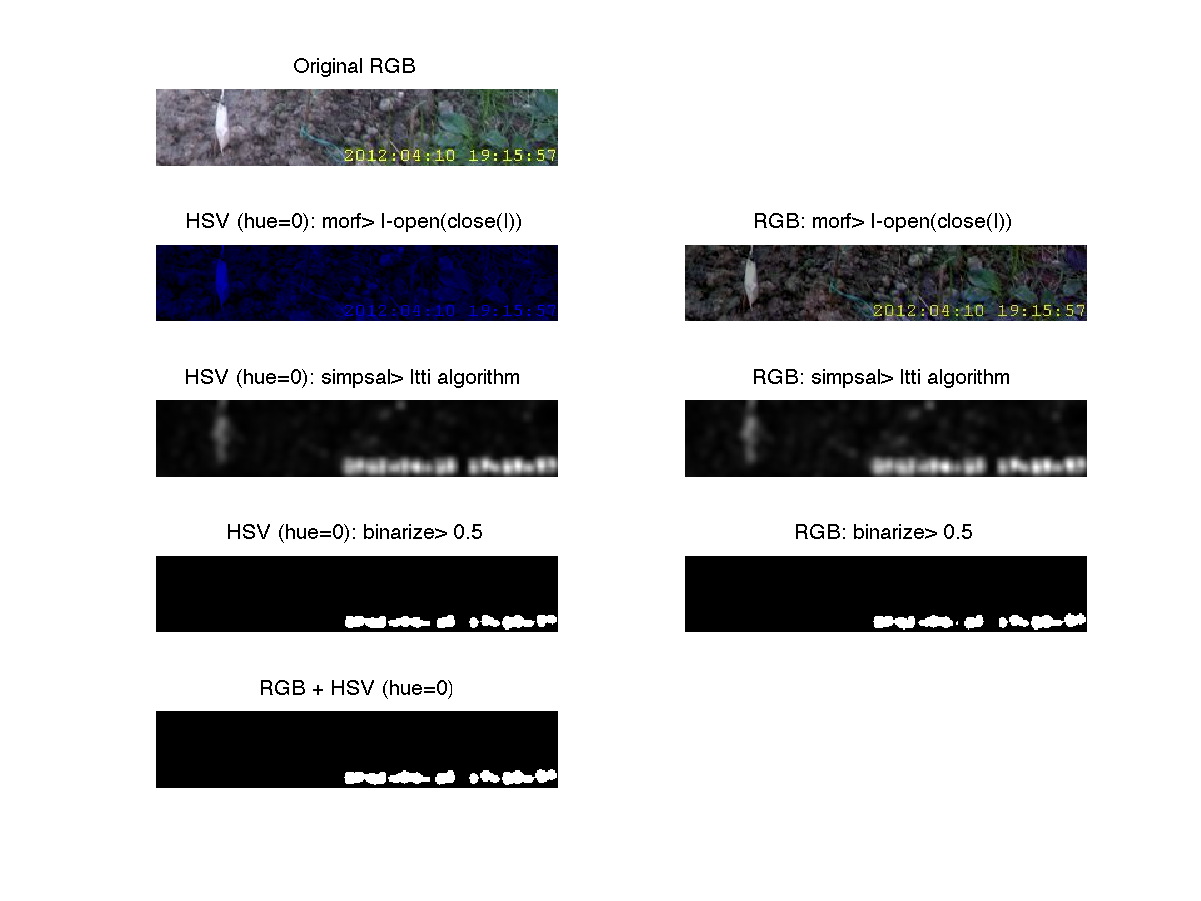 Original RGB
2012:04:10 19:15:57
HSV (hue=0): morf> I-open(close(I))
RGB: morf> I-open(close(I))
2012:04:10 19:15:57
2012:04:10 19:15:57
HSV (hue=0): simpsal> Itti algorithm
RGB: simpsal> Itti algorithm
HSV (hue=0): binarize> 0.5
RGB: binarize> 0.5
RGB + HSV (hue=0)